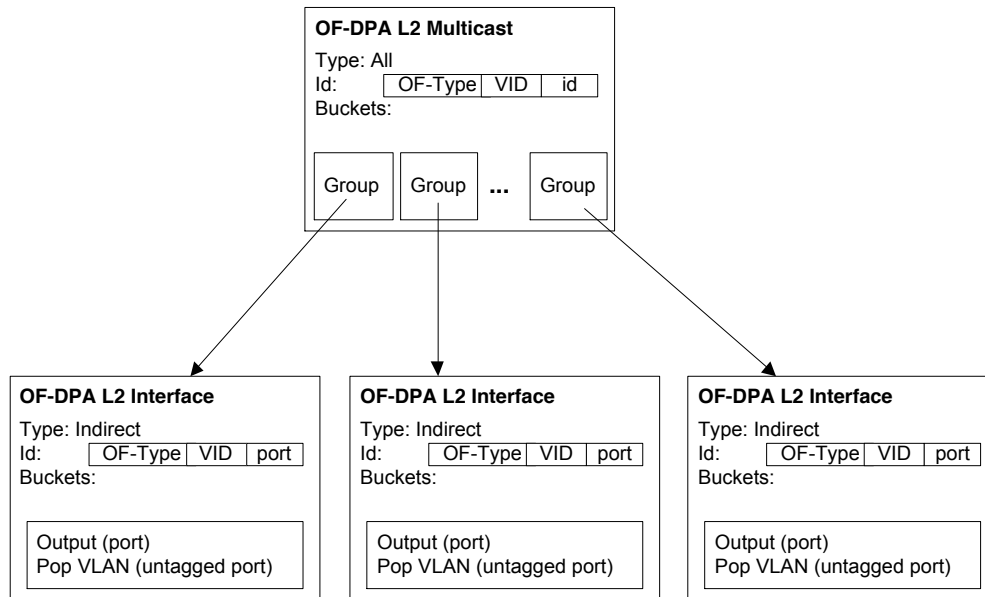 OF-DPA L2 Multicast
Type: All
Id: OF-Type VID id
Buckets:
Group Group ... Group
OF-DPA L2 Interface
Type: Indirect
Id: OF-Type VID port
Buckets:
Output (port)
Pop VLAN (untagged port)
OF-DPA L2 Interface
Type: Indirect
Id: OF-Type VID port
Buckets:
Output (port)
Pop VLAN (untagged port)
OF-DPA L2 Interface
Type: Indirect
Id: OF-Type VID port
Buckets:
Output (port)
Pop VLAN (untagged port)